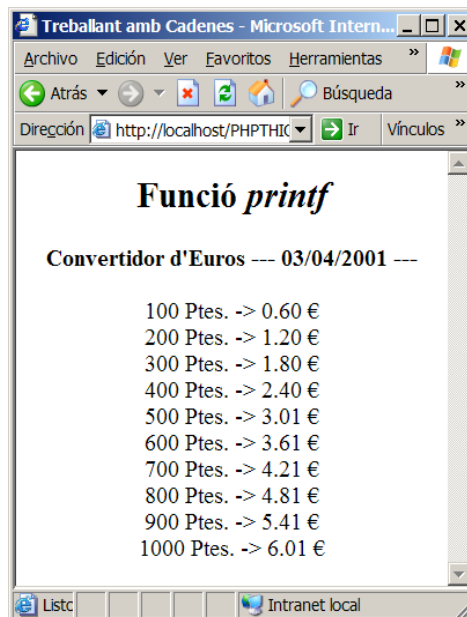 Treballant amb Cadenes - Microsoft Intern...
Archivo Edición Ver Favoritos Herramientas »
Atrás Búsqueda »
Dirección http://localhost/PHPTHI Ir Vínculos »
Funció printf
Convertidor d'Euros --- 03/04/2001 ---
100 Ptes. -> 0.60 €
200 Ptes. -> 1.20 €
300 Ptes. -> 1.80 €
400 Ptes. -> 2.40 €
500 Ptes. -> 3.01 €
600 Ptes. -> 3.61 €
700 Ptes. -> 4.21 €
800 Ptes. -> 4.81 €
900 Ptes. -> 5.41 €
1000 Ptes. -> 6.01 €
Listo Intranet local